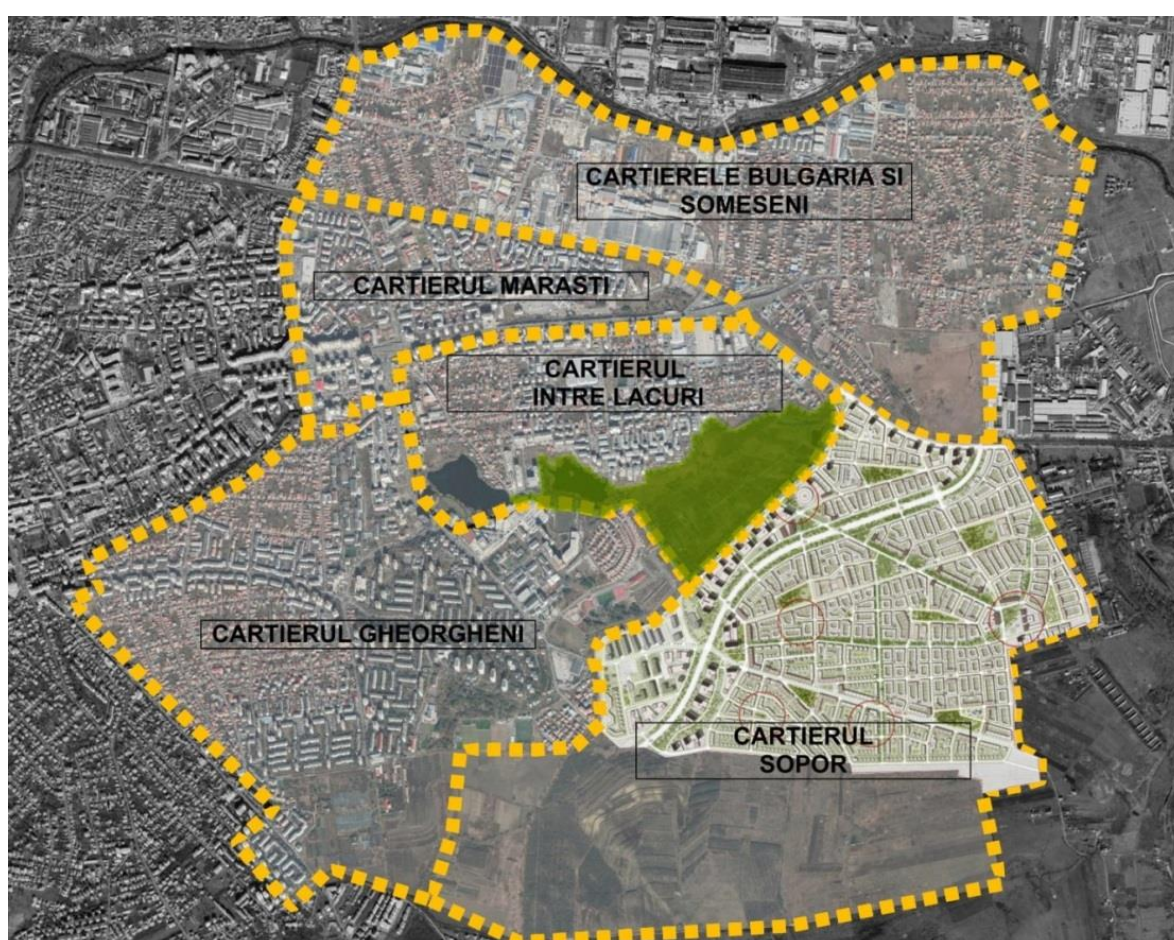 CARTIERELE BULGARIA SI
SOMESENI
CARTIERUL MARASTI
CARTIERUL
INTRE LACURI
CARTIERUL GHEORGHENI
CARTIERUL
SOPOR